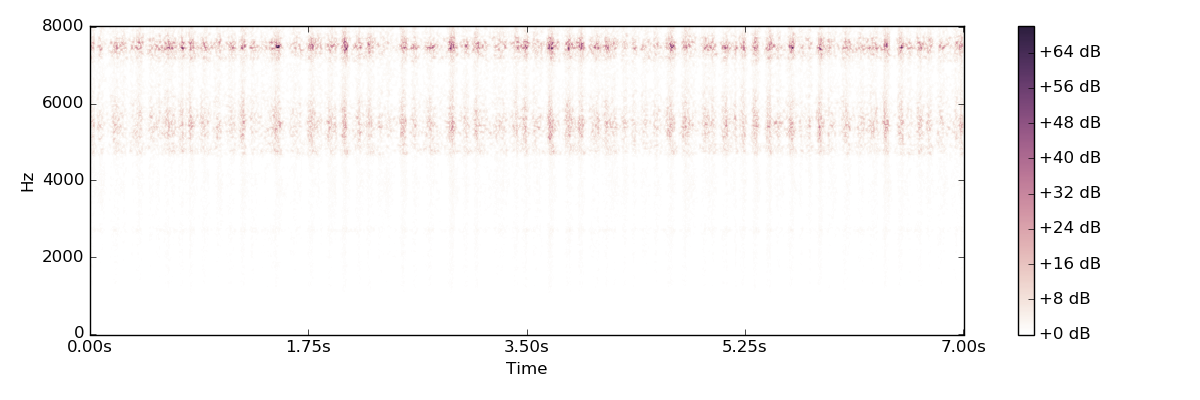 8000
6000
4000
2000
0
Hz
0.00s 1.75s 3.50s 5.25s 7.00s
Time
+64 dB
+56 dB
+48 dB
+40 dB
+32 dB
+24 dB
+16 dB
+8 dB
+0 dB